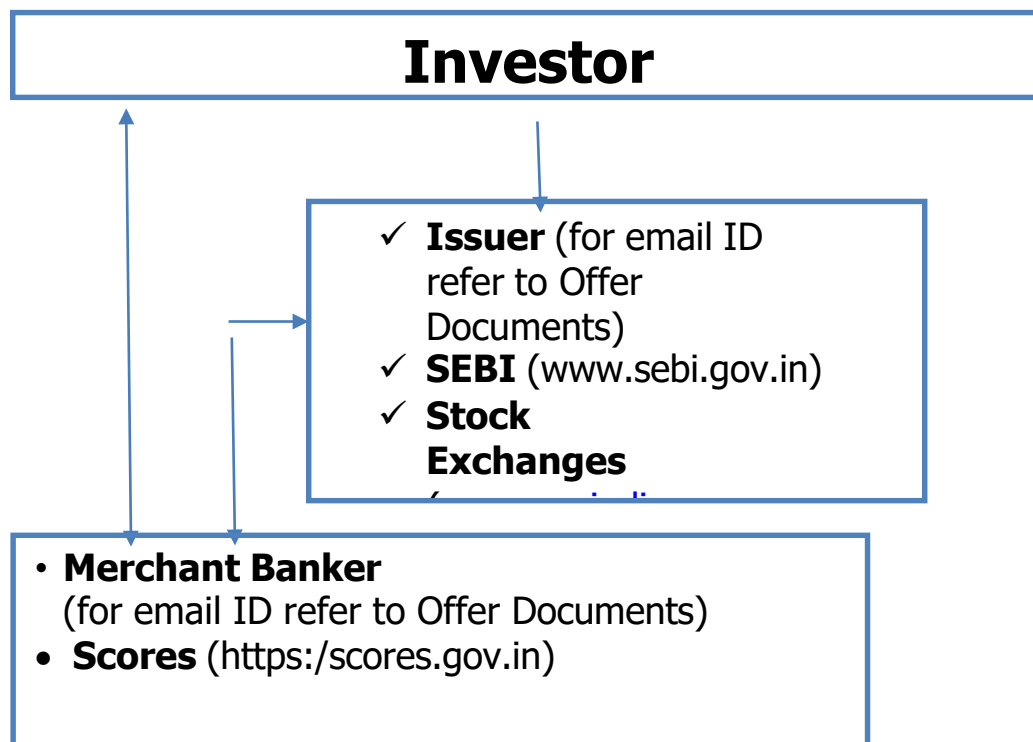 Investor
✓ Issuer (for email ID
refer to Offer
Documents)
✓ SEBI (www.sebi.gov.in)
✓ Stock
Exchanges
• Merchant Banker
(for email ID refer to Offer Documents)
• Scores (https:/scores.gov.in)